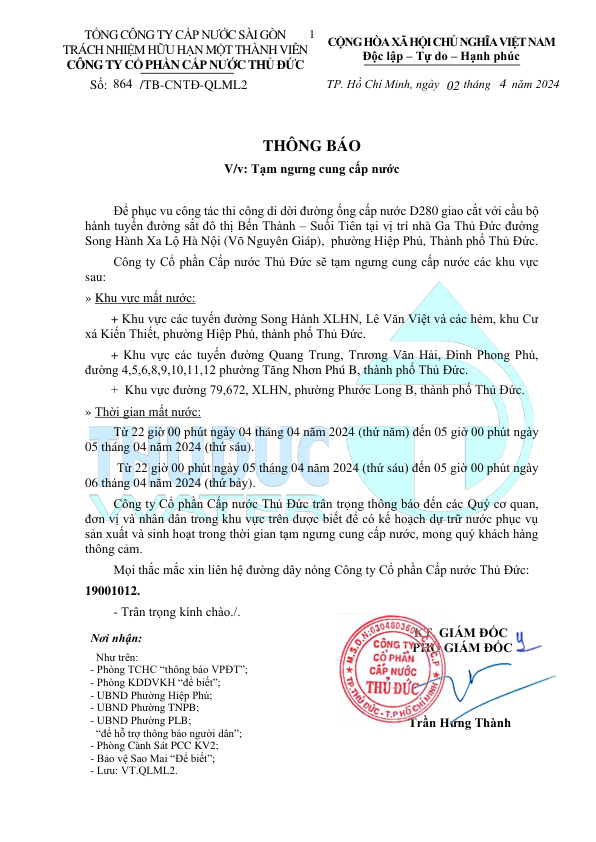 TỔNG CÔNG TY CẤP NƯỚC SÀI GÒN
TRÁCH NHIỆM HỮU HẠN MỘT THÀNH VIÊN
CÔNG TY CỔ PHẦN CẤP NƯỚC THỦ ĐỨC
Số: 864 /TB-CNTĐ-QLML2
1
CỘNG HÒA XÃ HỘI CHỦ NGHĨA VIỆT NAM
Độc lập – Tự do – Hạnh phúc
TP. Hồ Chí Minh, ngày 02 tháng 4 năm 2024
THÔNG BÁO
V/v: Tạm ngưng cung cấp nước
Để phục vụ công tác thi công di dời đường ống cấp nước D280 giao cắt với cầu bộ
hành tuyến đường sắt đô thị Bến Thành – Suối Tiên tại vị trí nhà Ga Thủ Đức đường
Song Hành Xa Lộ Hà Nội (Võ Nguyên Giáp), phường Hiệp Phú, Thành phố Thủ Đức.
Công ty Cổ phần Cấp nước Thủ Đức sẽ tạm ngưng cung cấp nước các khu vực
sau:
» Khu vực mất nước:
+ Khu vực các tuyến đường Song Hành XLHN, Lê Văn Việt và các hẻm, khu Cư
xá Kiến Thiết, phường Hiệp Phú, thành phố Thủ Đức.
+ Khu vực các tuyến đường Quang Trung, Trương Văn Hải, Đình Phong Phú,
đường 4,5,6,8,9,10,11,12 phường Tăng Nhơn Phú B, thành phố Thủ Đức.
+ Khu vực đường 79,672, XLHN, phường Phước Long B, thành phố Thủ Đức.
» Thời gian mất nước:
Từ 22 giờ 00 phút ngày 04 tháng 04 năm 2024 (thứ năm) đến 05 giờ 00 phút ngày
05 tháng 04 năm 2024 (thứ sáu).
Từ 22 giờ 00 phút ngày 05 tháng 04 năm 2024 (thứ sáu) đến 05 giờ 00 phút ngày
06 tháng 04 năm 2024 (thứ bảy).
Công ty Cổ phần Cấp nước Thủ Đức trân trọng thông báo đến các Quý cơ quan,
đơn vị và nhân dân trong khu vực trên được biết để có kế hoạch dự trữ nước phục vụ
sản xuất và sinh hoạt trong thời gian tạm ngưng cung cấp nước, mong quý khách hàng
thông cảm.
Mọi thắc mắc xin liên hệ đường dây nóng Công ty Cổ phần Cấp nước Thủ Đức:
19001012.
- Trân trọng kính chào./.
THUDUC
WATER
Nơi nhận:
Như trên:
- Phòng TCHC “thông báo VPĐT”;
- Phòng KDDVKH “để biết”;
- UBND Phường Hiệp Phú;
- UBND Phường TNPB;
- UBND Phường PLB;
“để hỗ trợ thông báo người dân”;
- Phòng Cảnh Sát PCC KV2;
- Bảo vệ Sao Mai “Để biết”;
- Lưu: VT.QLML2.
KT. GIÁM ĐỐC
PHÓ GIÁM ĐỐC
CÔNG TY
CỔ PHẦN
CẤP NƯỚC
THỦ ĐỨC
TP.THỦ ĐỨC - T.P HỒ CHÍ MINH
Trần Hưng Thành